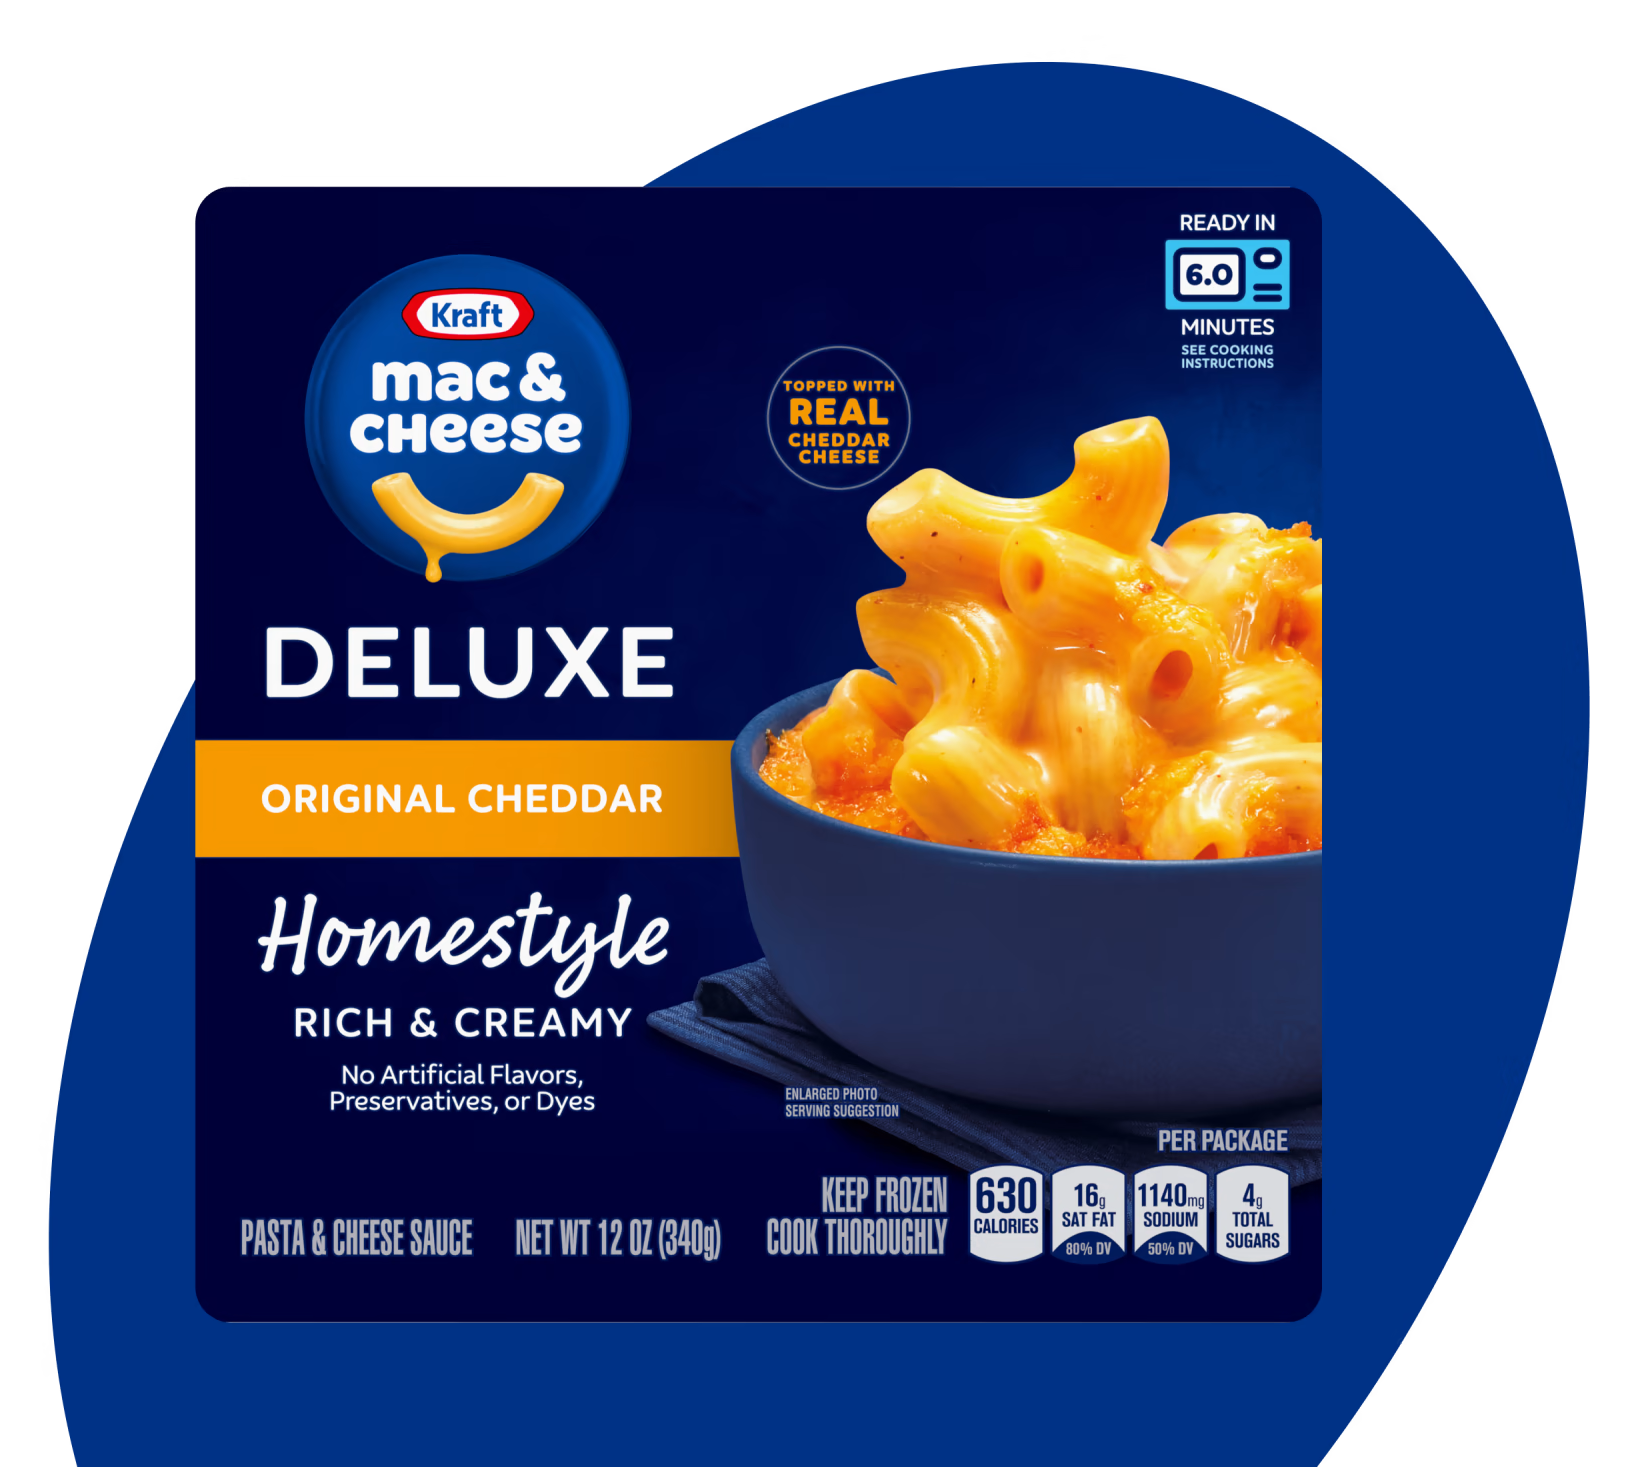 Kraft
mac &
cheese
DELUXE
ORIGINAL CHEDDAR
Homestyle
RICH & CREAMY
No Artificial Flavors,
Preservatives, or Dyes
PASTA & CHEESE SAUCE
NET WT 12 OZ (340g)
READY IN
6.0
MINUTES
SEE COOKING
INSTRUCTIONS
TOPPED WITH
REAL
CHEDDAR
CHEESE
ENLARGED PHOTO
SERVING SUGGESTION
KEEP FROZEN
COOK THOROUGHLY
PER PACKAGE
630
CALORIES
16g
SAT FAT
80% DV
1140mg
SODIUM
50% DV
4g
TOTAL
SUGARS